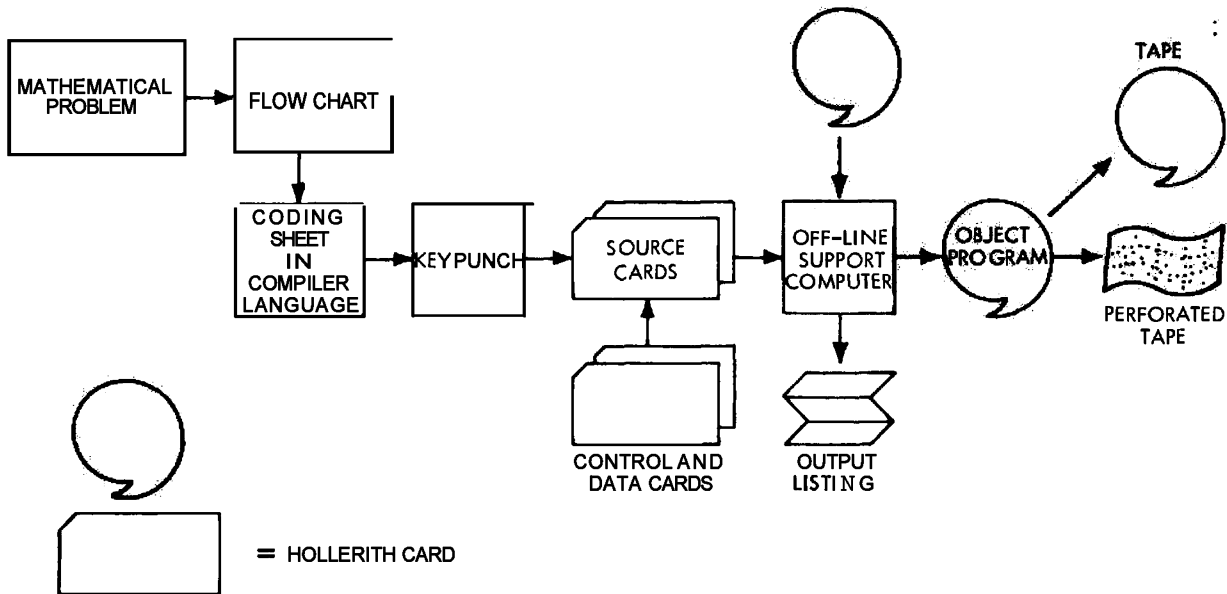 MATHEMATICAL
PROBLEM
FLOW CHART
CODING
SHEET
IN
COMPILER
LANGUAGE
KEYPUNCH
SOURCE
CARDS
CONTROL AND
DATA CARDS
OFF-LINE
SUPPORT
COMPUTER
OUTPUT
LISTING
OBJECT
PROGRAM
TAPE
PERFORATED
TAPE
= HOLLERITH CARD